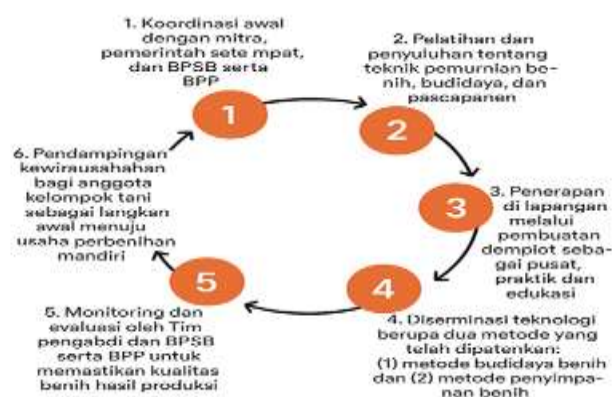 1. Koordinasi awal
dengan mitra,
pemerintah sete mpat,
dan BPSB serta
BPP
1
2. Pelatihan dan
penyuluhan tentang
teknik pemurnian be-
nih, budidaya, dan
pascapanen
2
3
3. Penerapan
di lapangan
melalui
pembuatan
demplot seba-
gai pusat,
praktik dan
edukasi
4
4. Diserminasi teknologi
berupa dua metode yang
telah dipatenkan:
(1) metode budidaya benih
dan (2) metode penyimpa-
nan benih
5
5. Monitoring dan
evaluasi oleh Tim
pengabdi dan BPSB
serta BPP untuk
memastikan kualitas
benih hasil produksi
6. Pendampingan
kewirausahahan
bagi anggota
kelompok tani
sebagai langkan
awal menuju
usaha perbenihan
mandiri